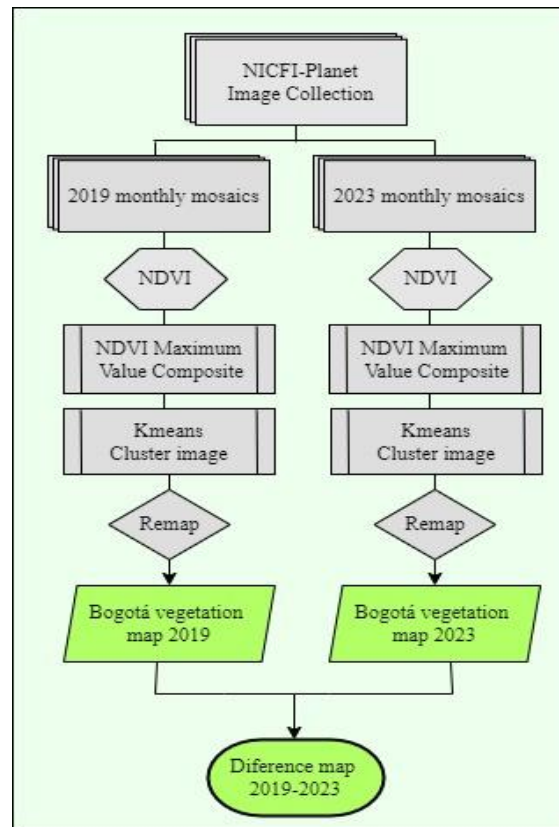 NICFI-Planet
Image Collection
2019 monthly mosaics
2023 monthly mosaics
NDVI
NDVI
NDVI Maximum
Value Composite
NDVI Maximum
Value Composite
Kmeans
Cluster image
Kmeans
Cluster image
Remap
Remap
Bogotá vegetation
map 2019
Bogotá vegetation
map 2023
Diference map
2019-2023